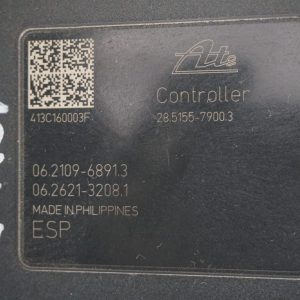 Ate
Controller
413C160003F
28.5155-7900.3
06.2109-6891.3
06.2621-3208.1
MADE IN PHILIPPINES
ESP